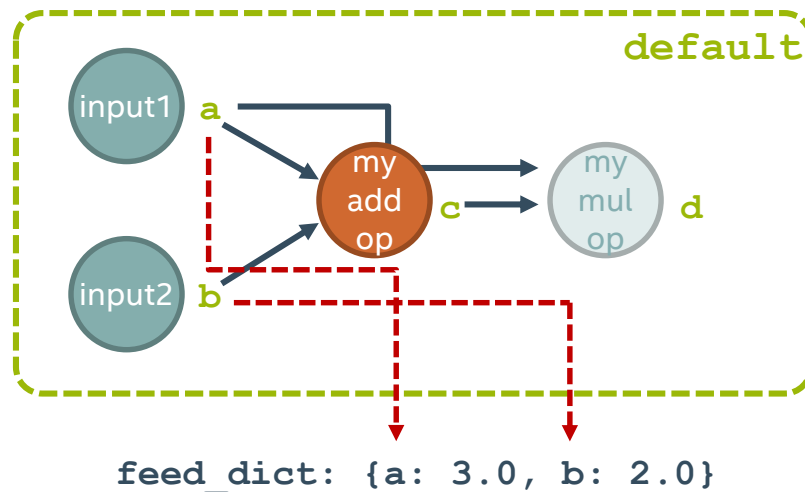 default
input1
a
my
add
op
c
my
mul
op
d
input2
b
feed_dict: {a: 3.0, b: 2.0}